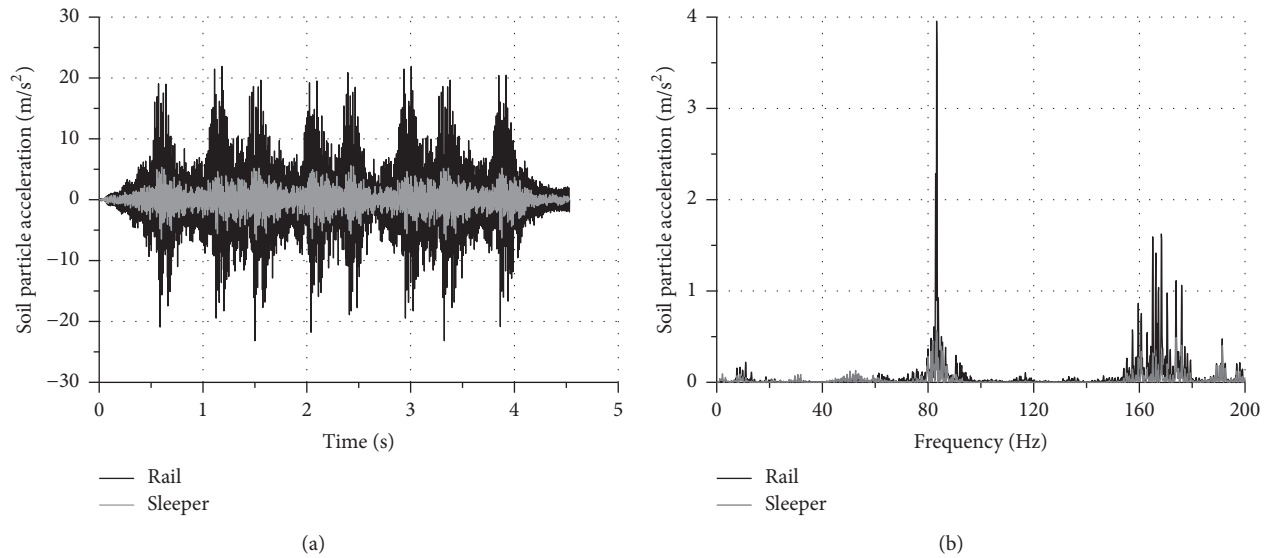 30
20
10
0
−10
−20
−30
Soil particle acceleration (m/s²)
0 1 2 3 4 5
Time (s)
Rail
Sleeper
(a)
4
3
2
1
0
Soil particle acceleration (m/s²)
0 40 80 120 160 200
Frequency (Hz)
Rail
Sleeper
(b)